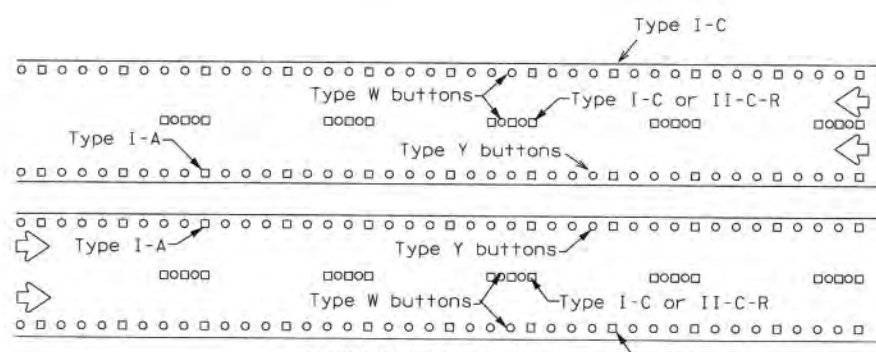 Type I-C
Type W buttons
Type I-C or II-C-R
Type I-A
Type Y buttons
Type I-A
Type Y buttons
Type W buttons
Type I-C or II-C-R